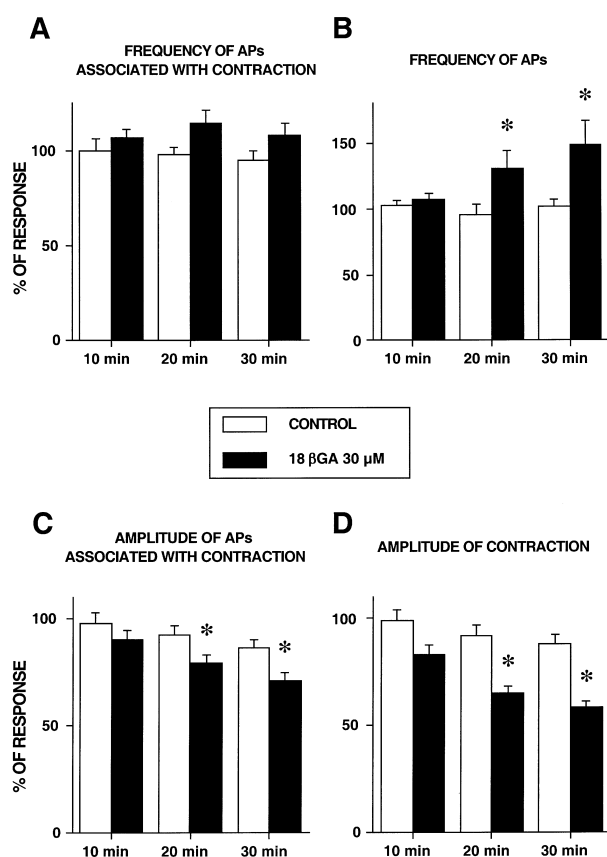 A
FREQUENCY OF APs
ASSOCIATED WITH CONTRACTION
% OF RESPONSE
100
50
0
10 min
20 min
30 min
B
FREQUENCY OF APs
150
100
50
0
*
*
10 min
20 min
30 min
CONTROL
18 βGA 30 μM
C
AMPLITUDE OF APs
ASSOCIATED WITH CONTRACTION
% OF RESPONSE
100
50
0
*
*
10 min
20 min
30 min
D
AMPLITUDE OF CONTRACTION
100
50
0
*
*
10 min
20 min
30 min